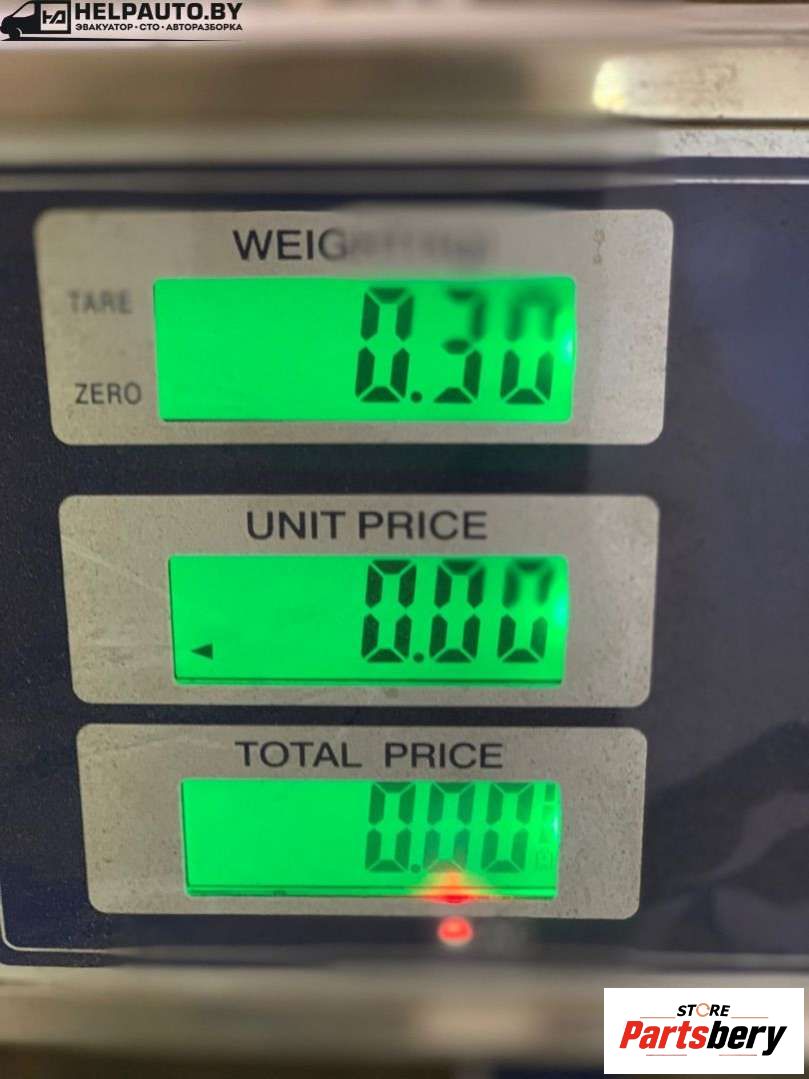 HELPAUTO.BY
ЭВАКУАТОР · СТО · АВТОРАЗБОРКА
TARE
0.30
ZERO
UNIT PRICE
0.00
TOTAL PRICE
0.00
STORE
Partsbery